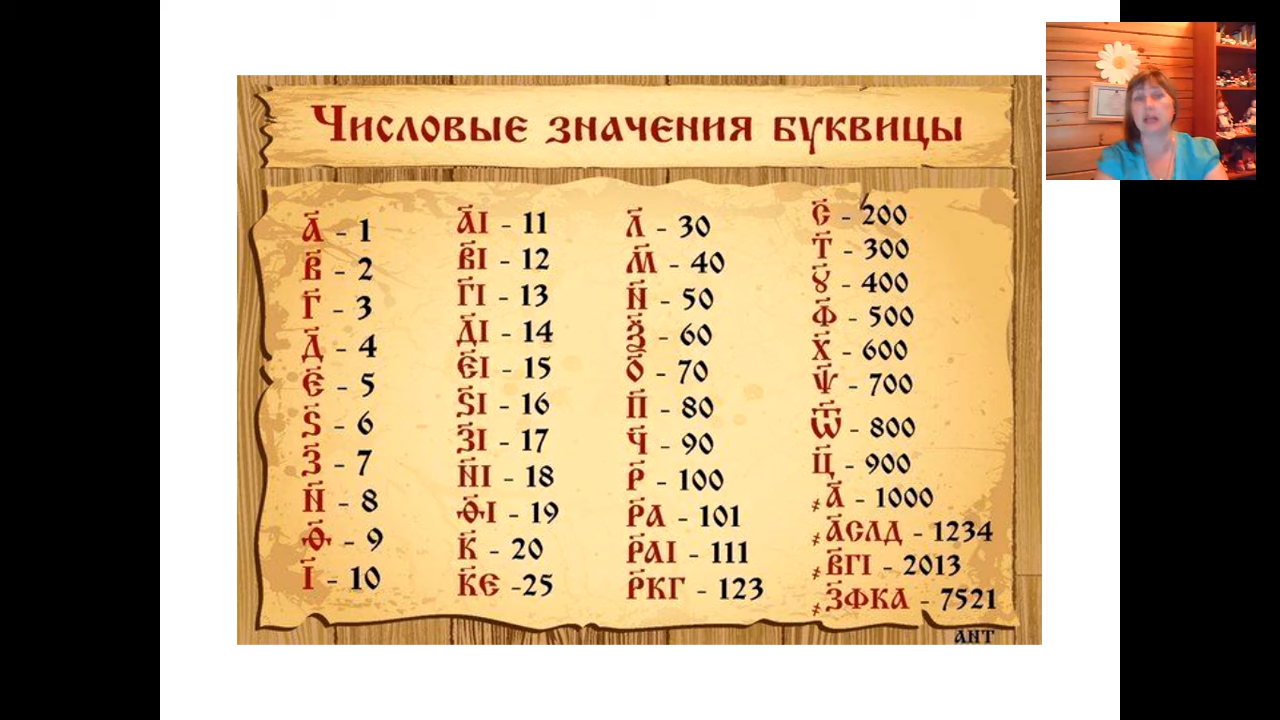 Числовые значения буквицы
А҃ - 1
В҃ - 2
Г҃ - 3
Д҃ - 4
Є҃ - 5
Ѕ҃ - 6
З҃ - 7
И҃ - 8
Ѳ҃ - 9
І҃ - 10
А҃І - 11
В҃І - 12
Г҃І - 13
Д҃І - 14
Є҃І - 15
Ѕ҃І - 16
З҃І - 17
И҃І - 18
Ѳ҃І - 19
К҃ - 20
К҃Є -25
Л҃ - 30
М҃ - 40
Н҃ - 50
Ѯ҃ - 60
О҃ - 70
П҃ - 80
Ч҃ - 90
Р҃ - 100
Р҃А - 101
Р҃АІ - 111
Р҃КГ - 123
С҃ - 200
Т҃ - 300
Ꙋ҃ - 400
Ф҃ - 500
Х҃ - 600
Ѱ҃ - 700
Ѿ҃ - 800
Ц҃ - 900
҂А҃ - 1000
҂А҃СЛД - 1234
҂В҃ГІ - 2013
҂З҃ФКА - 7521
АНТ